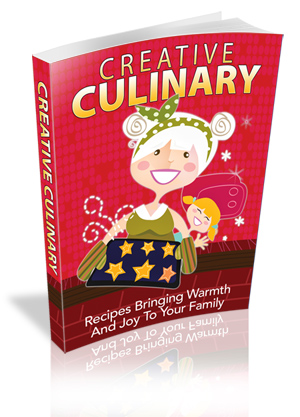 CREATIVE
CULINARY
CREATIVE CULINARY
Recipes Bringing Warmth
And Joy To Your Family